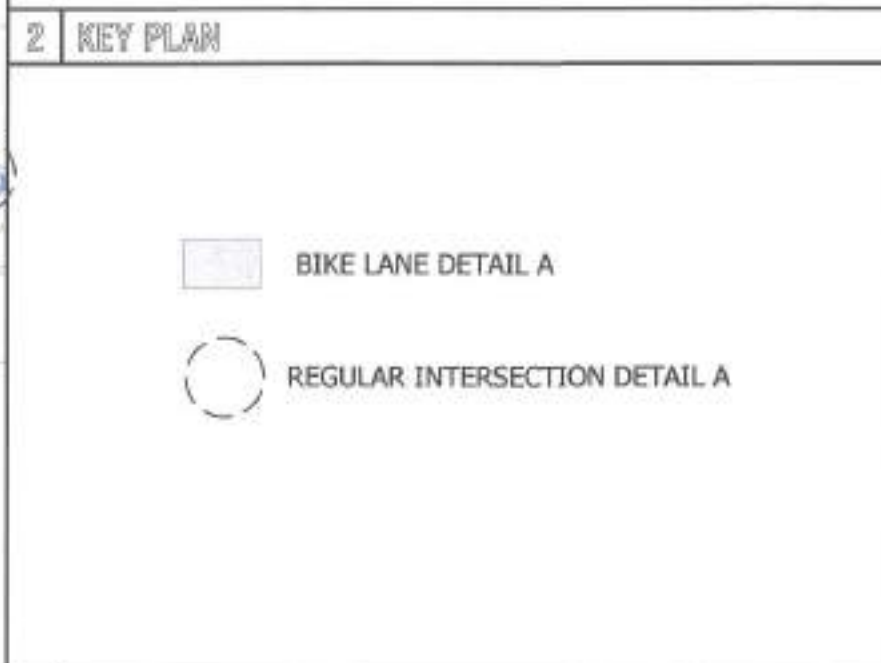 2 KEY PLAN
BIKE LANE DETAIL A
REGULAR INTERSECTION DETAIL A